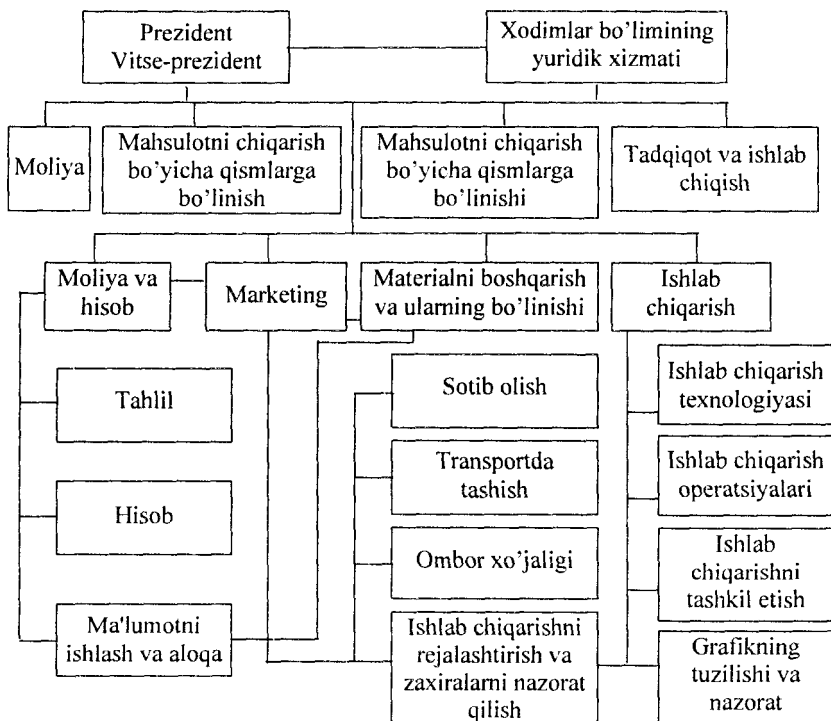 Prezident
Vitse-prezident
Xodimlar bo'limining
yuridik xizmati
Moliya
Mahsulotni chiqarish
bo'yicha qismlarga
bo'linish
Mahsulotni chiqarish
bo'yicha qismlarga
bo'linishi
Tadqiqot va ishlab
chiqish
Moliya va
hisob
Marketing
Materialni boshqarish
va ularning bo'linishi
Ishlab
chiqarish
Tahlil
Hisob
Ma'lumotni
ishlash va aloqa
Sotib olish
Transportda
tashish
Ombor xo'jaligi
Ishlab chiqarishni
rejalashtirish va
zaxiralarni nazorat
qilish
Ishlab chiqarish
texnologiyasi
Ishlab chiqarish
operatsiyalari
Ishlab
chiqarishni
tashkil etish
Grafikning
tuzilishi va
nazorat